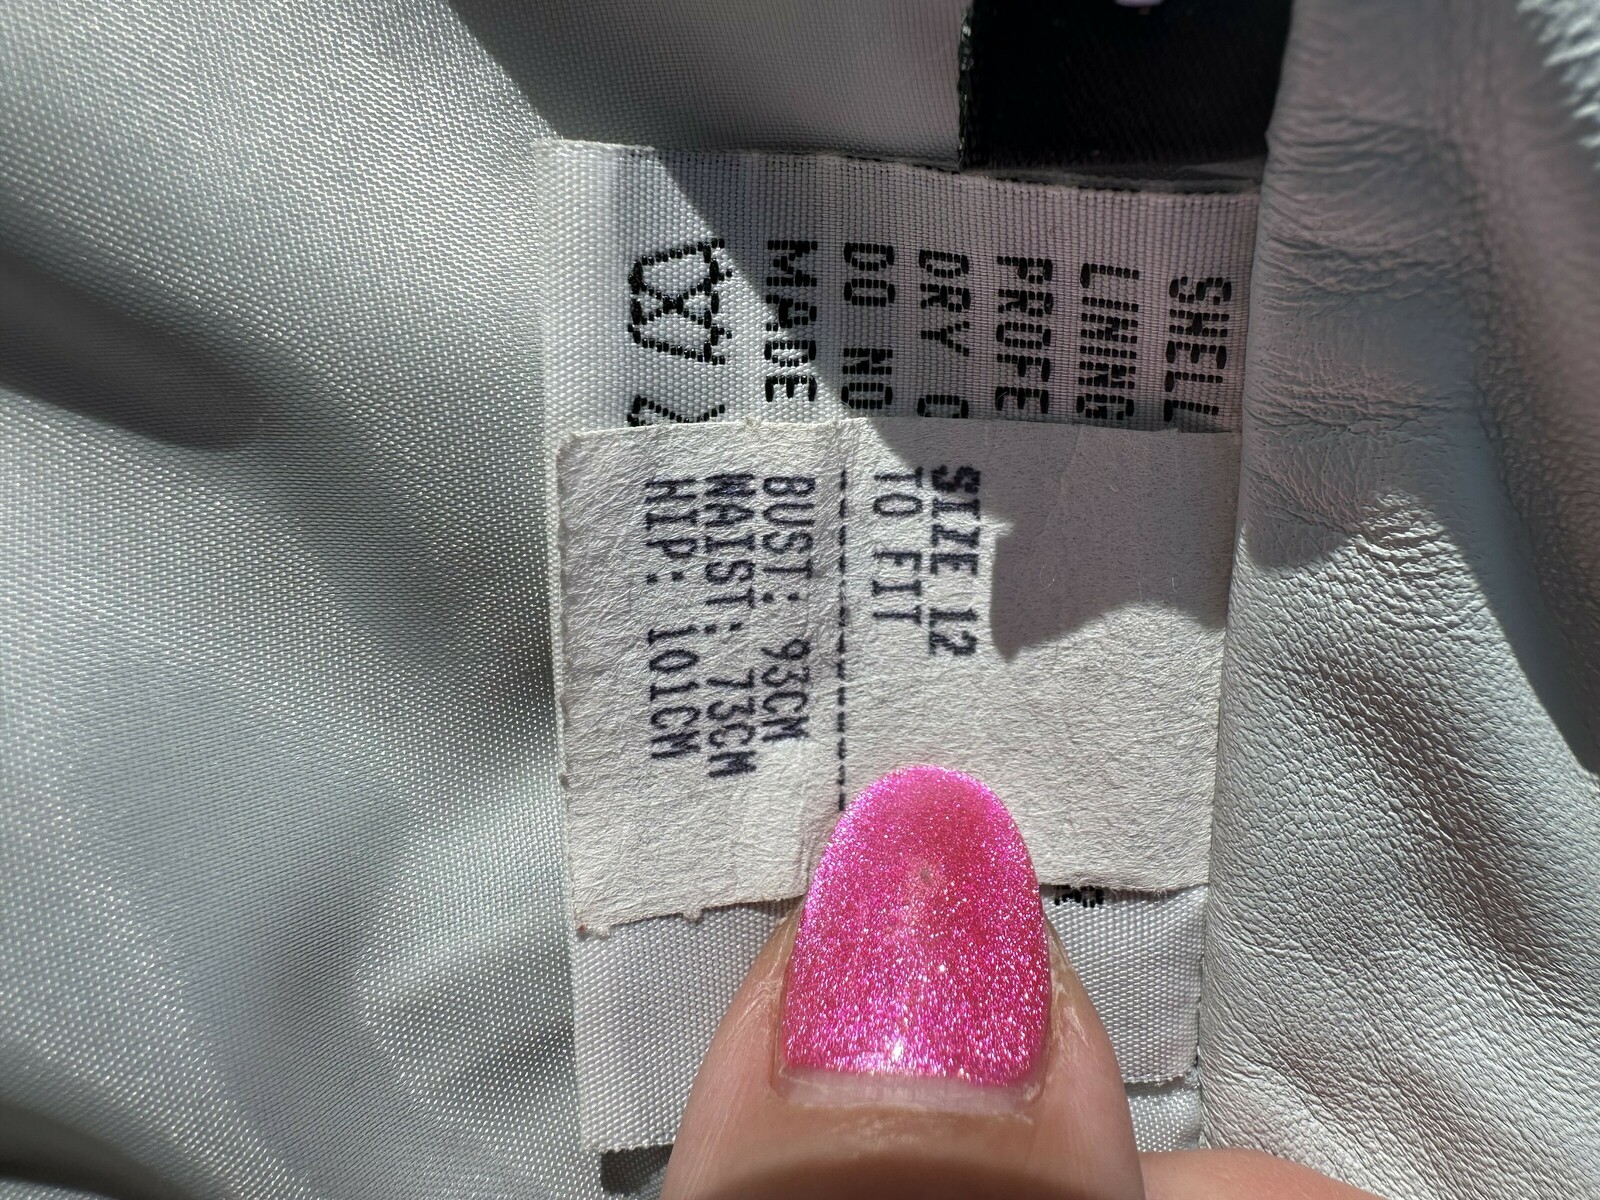 SHELL
LINING
PROFE
DRY C
DO NO
MADE
SIZE 12
TO FIT
----------
BUST: 93CM
WAIST: 73CM
HIP: 101CM